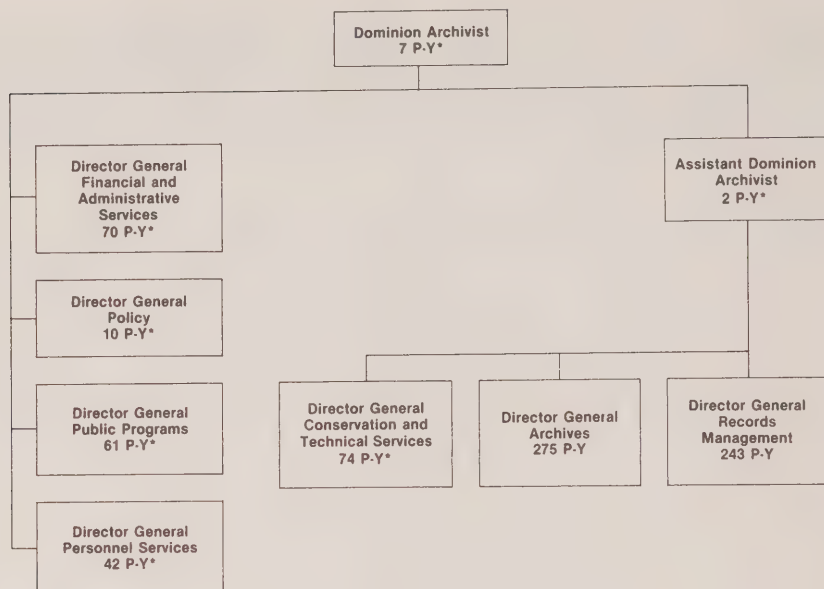 Dominion Archivist
7 P-Y*
Director General
Financial and
Administrative
Services
70 P-Y*
Assistant Dominion
Archivist
2 P-Y*
Director General
Policy
10 P-Y*
Director General
Public Programs
61 P-Y*
Director General
Conservation and
Technical Services
74 P-Y*
Director General
Archives
275 P-Y
Director General
Records
Management
243 P-Y
Director General
Personnel Services
42 P-Y*